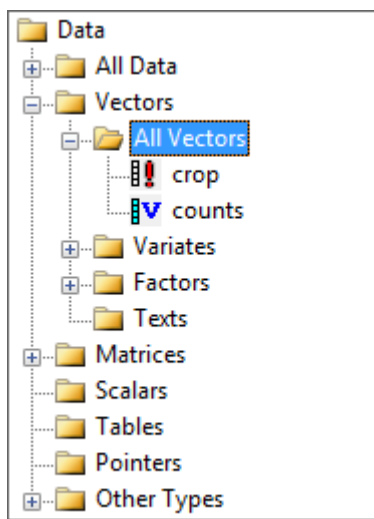 Data
All Data
Vectors
All Vectors
crop
counts
Variates
Factors
Texts
Matrices
Scalars
Tables
Pointers
Other Types